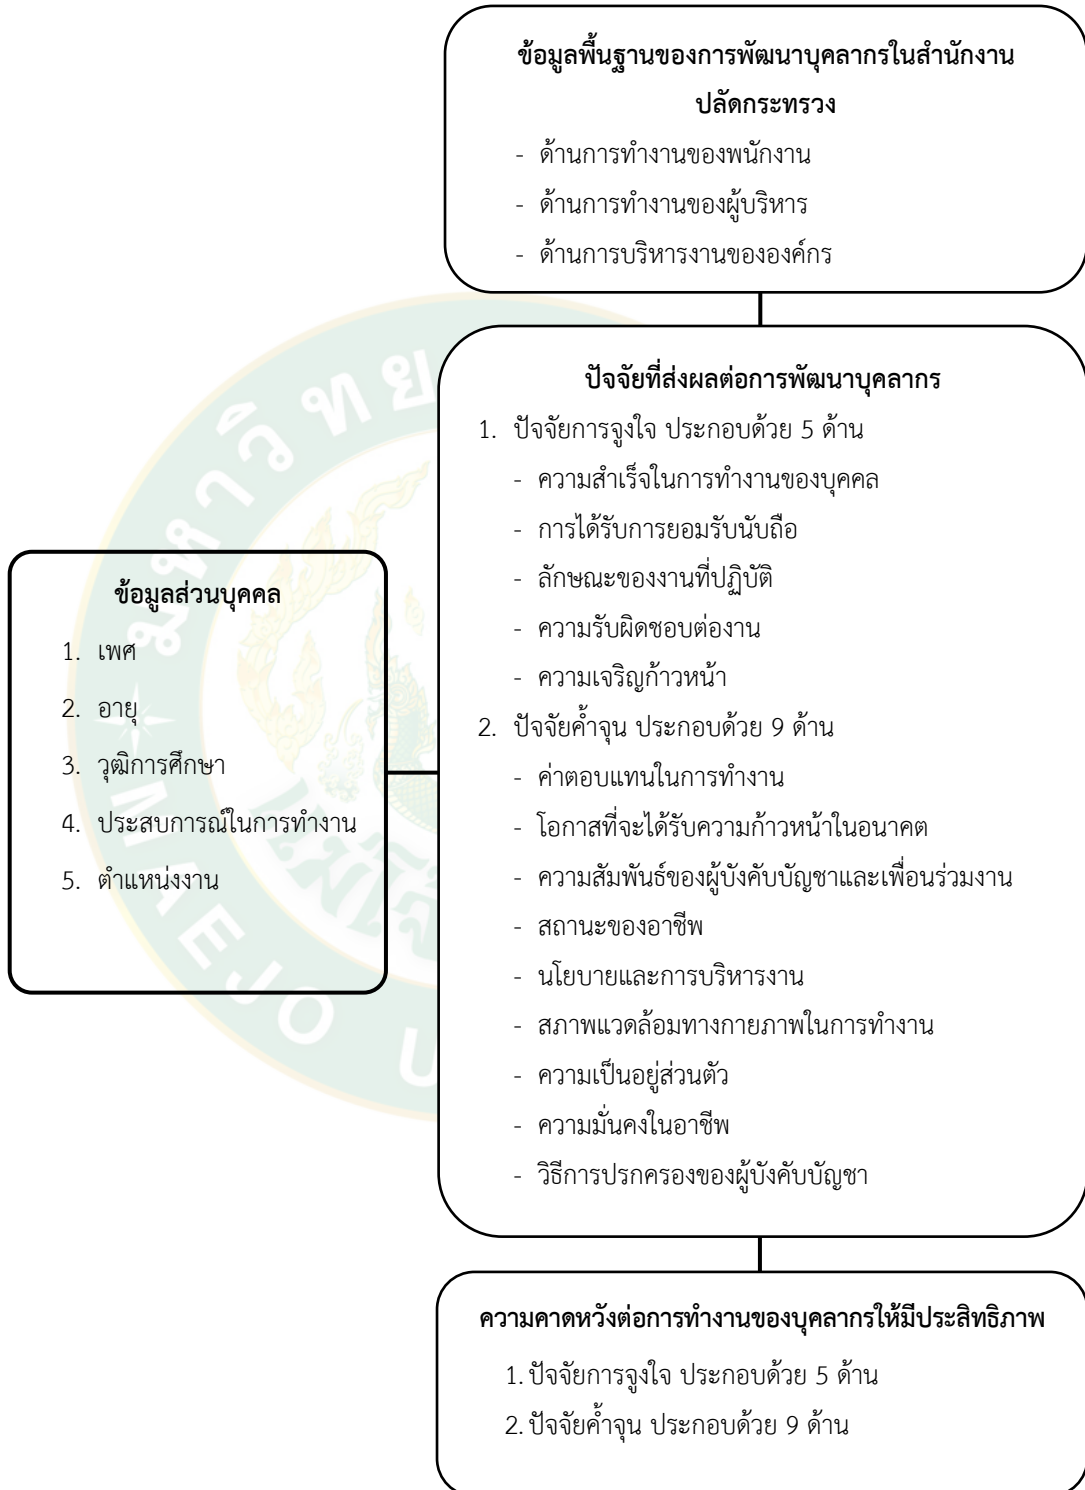 ข้อมูลพื้นฐานของการพัฒนาบุคลากรในสำนักงาน
ปลัดกระทรวง
- ด้านการทำงานของพนักงาน
- ด้านการทำงานของผู้บริหาร
- ด้านการบริหารงานขององค์กร
ปัจจัยที่ส่งผลต่อการพัฒนาบุคลากร
1. ปัจจัยการจูงใจ ประกอบด้วย 5 ด้าน
- ความสำเร็จในการทำงานของบุคคล
- การได้รับการยอมรับนับถือ
- ลักษณะของงานที่ปฏิบัติ
- ความรับผิดชอบต่องาน
- ความเจริญก้าวหน้า
2. ปัจจัยค้ำจุน ประกอบด้วย 9 ด้าน
- ค่าตอบแทนในการทำงาน
- โอกาสที่จะได้รับความก้าวหน้าในอนาคต
- ความสัมพันธ์ของผู้บังคับบัญชาและเพื่อนร่วมงาน
- สถานะของอาชีพ
- นโยบายและการบริหารงาน
- สภาพแวดล้อมทางกายภาพในการทำงาน
- ความเป็นอยู่ส่วนตัว
- ความมั่นคงในอาชีพ
- วิธีการปรกครองของผู้บังคับบัญชา
ข้อมูลส่วนบุคคล
1. เพศ
2. อายุ
3. วุฒิการศึกษา
4. ประสบการณ์ในการทำงาน
5. ตำแหน่งงาน
ความคาดหวังต่อการทำงานของบุคลากรให้มีประสิทธิภาพ
1. ปัจจัยการจูงใจ ประกอบด้วย 5 ด้าน
2. ปัจจัยค้ำจุน ประกอบด้วย 9 ด้าน
มหาวิทย
MAEJO U